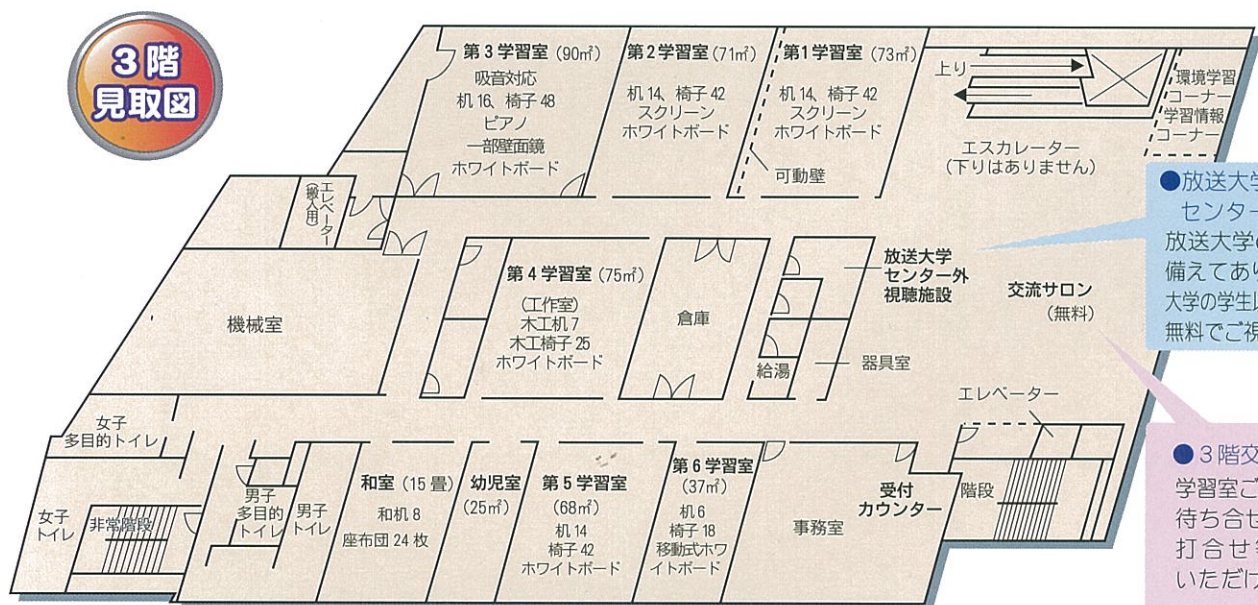 3階
見取図
第3学習室 (90㎡)
吸音対応
机16、椅子48
ピアノ
一部壁面鏡
ホワイトボード
第2学習室 (71㎡)
机14、椅子42
スクリーン
ホワイトボード
第1学習室 (73㎡)
机14、椅子42
スクリーン
ホワイトボード
可動壁
上り
エスカレーター
(下りはありません)
環境学習
コーナー
学習情報
コーナー
エレベーター
(搬入用)
機械室
第4学習室 (75㎡)
(工作室)
木工机7
木工椅子25
ホワイトボード
倉庫
給湯
器具室
放送大学
センター外
視聴施設
交流サロン
(無料)
●放送大学
センター
放送大学の
備えてあり
大学の学生
無料でご視
エレベーター
階段
●3階交
学習室ご
待ち合せ
打合せ
いただけ
女子
多目的トイレ
女子
トイレ
非常階段
男子
多目的
トイレ
男子
トイレ
和室 (15畳)
和机8
座布団24枚
幼児室
(25㎡)
第5学習室
(68㎡)
机14
椅子42
ホワイトボード
第6学習室
(37㎡)
机6
椅子18
移動式ホワ
イトボード
事務室
受付
カウンター